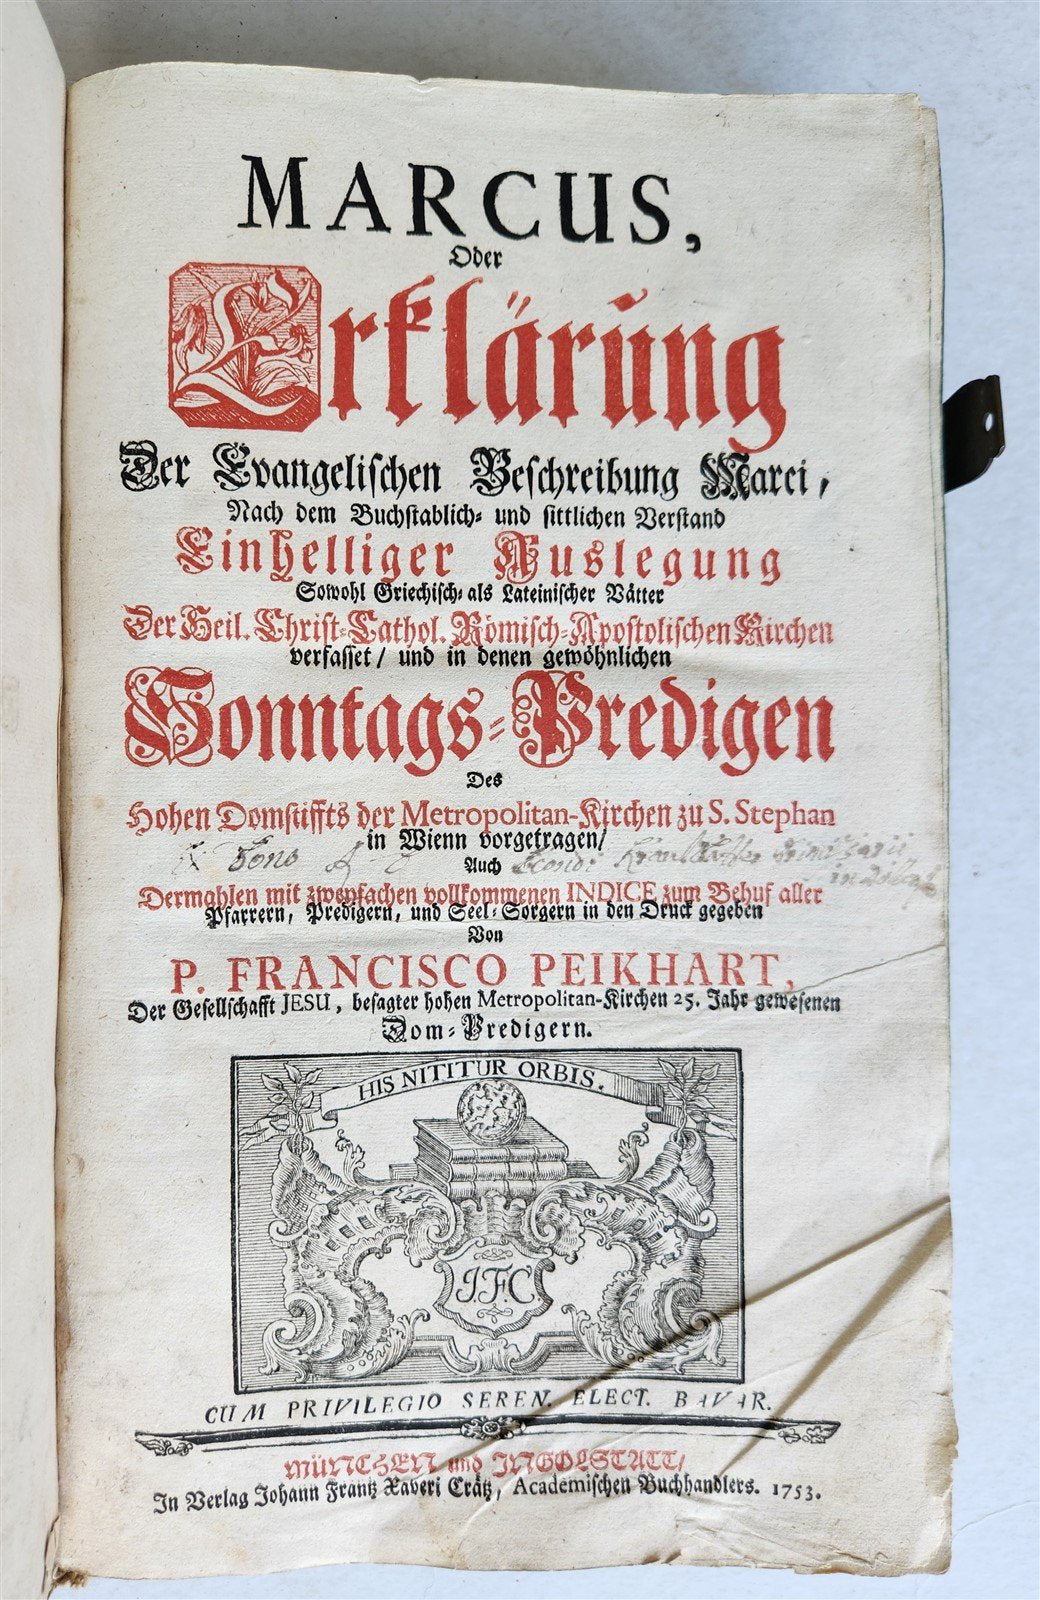 MARCUS,
Oder
Erklärung
Der Evangelischen Beschreibung Marci,
Nach dem Buchstablich- und sittlichen Verstand
Einhelliger Auslegung
Sowohl Griechisch- als Lateinischer Vätter
Der Heil. Christ-Cathol. Römisch-Apostolischen Kirchen
verfasset/ und in denen gewöhnlichen
Sonntags-Predigen
Des
Hohen Domstiffts der Metropolitan-Kirchen zu S. Stephan
in Wienn vorgetragen/
Auch
Dermahlen mit zweyfachen vollkommenen INDICE zum Behuf aller
Pfarrern, Predigern, und Seel-Sorgern in den Druck gegeben
Von
P. FRANCISCO PEIKHART,
Der Gesellschafft JESU, besagter hohen Metropolitan-Kirchen 25. Jahr gewesenen
Dom-Predigern.
HIS NITITUR ORBIS.
J.F.C.
CUM PRIVILEGIO SEREN. ELECT. BAVAR.
MÜNCHEN und INGOLSTATT/
In Verlag Johann Frantz Xaveri Crätz, Academischen Buchhandlers. 1753.